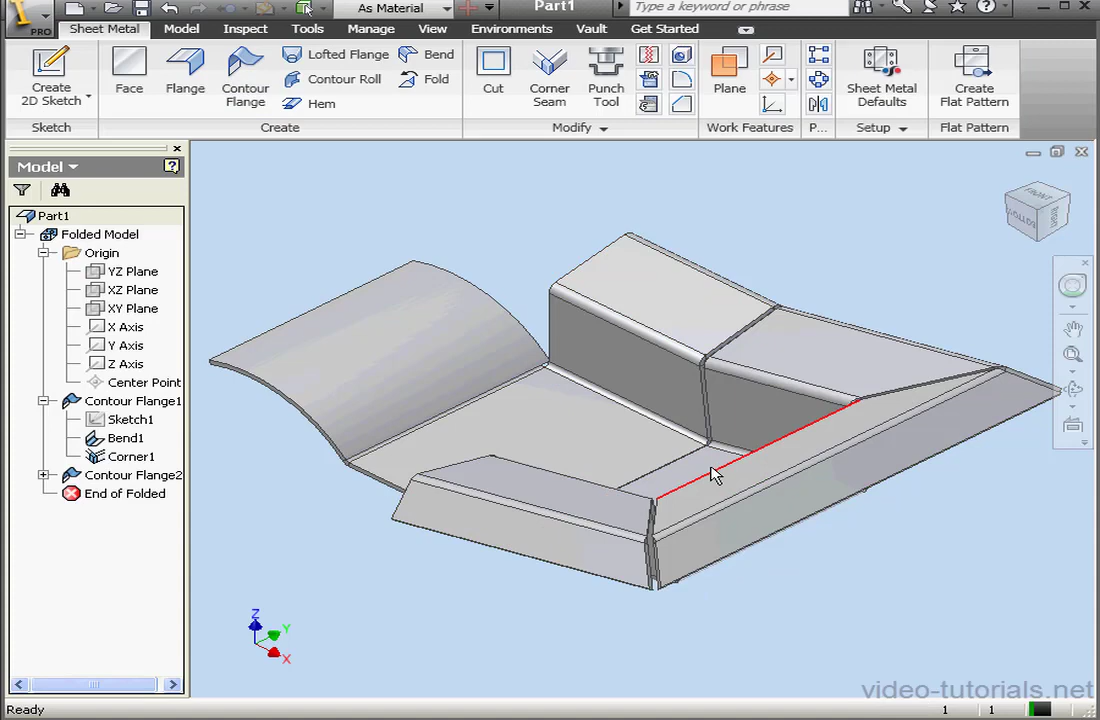 PRO
As Material
Part1
Type a keyword or phrase
Sheet Metal
Model
Inspect
Tools
Manage
View
Environments
Vault
Get Started
Create
2D Sketch
Face
Flange
Contour
Flange
Lofted Flange
Contour Roll
Hem
Bend
Fold
Cut
Corner
Seam
Punch
Tool
Plane
Sheet Metal
Defaults
Create
Flat Pattern
Sketch
Create
Modify
Work Features
P...
Setup
Flat Pattern
Model
Part1
Folded Model
Origin
YZ Plane
XZ Plane
XY Plane
X Axis
Y Axis
Z Axis
Center Point
Contour Flange1
Sketch1
Bend1
Corner1
Contour Flange2
End of Folded
FRONT
BOTTOM
Z
Y
X
video-tutorials.net
Ready
1
1